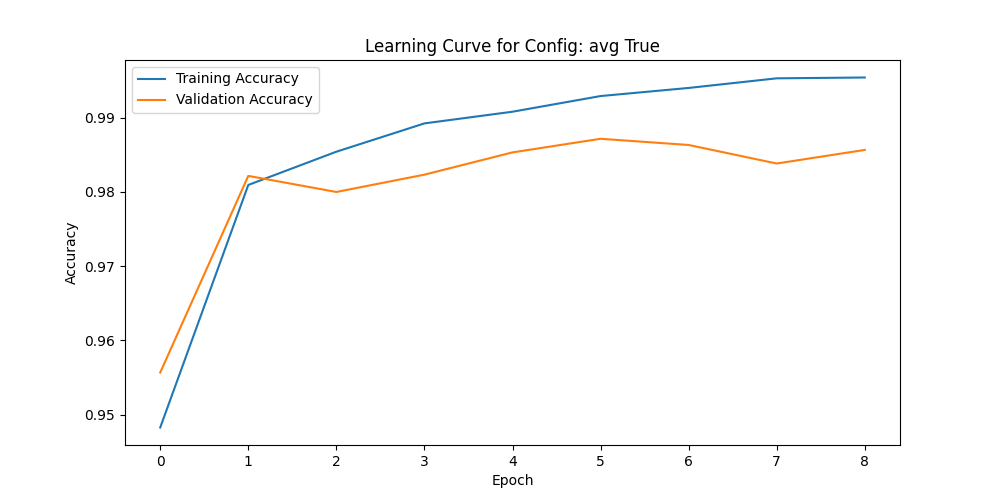 Learning Curve for Config: avg True
Training Accuracy
Validation Accuracy
0.99
0.98
0.97
0.96
0.95
Accuracy
0 1 2 3 4 5 6 7 8
Epoch